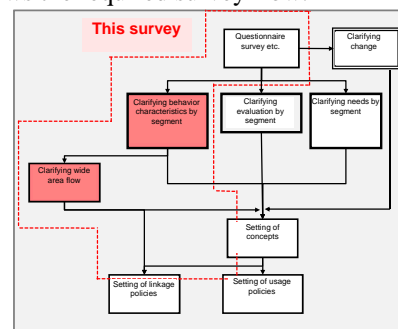 This survey
Questionnaire
survey etc.
Clarifying
change
Clarifying behavior
characteristics by
segment
Clarifying
evaluation by
segment
Clarifying needs by
segment
Clarifying wide
area flow
Setting of
concepts
Setting of linkage
policies
Setting of usage
policies